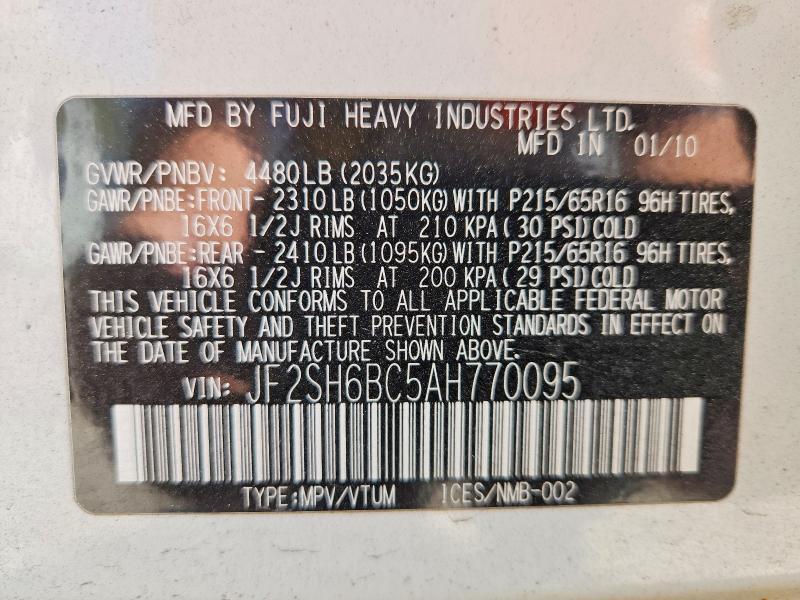 MFD BY FUJI HEAVY INDUSTRIES LTD.
MFD IN 01/10
GVWR/PNBV: 4480LB(2035KG)
GAWR/PNBE:FRONT- 2310LB(1050KG)WITH P215/65R16 96H TIRES,
16X6 1/2J RIMS AT 210 KPA(30 PSI)COLD
GAWR/PNBE:REAR - 2410LB(1095KG)WITH P215/65R16 96H TIRES,
16X6 1/2J RIMS AT 200 KPA(29 PSI)COLD
THIS VEHICLE CONFORMS TO ALL APPLICABLE FEDERAL MOTOR
VEHICLE SAFETY AND THEFT PREVENTION STANDARDS IN EFFECT ON
THE DATE OF MANUFACTURE SHOWN ABOVE.
VIN: JF2SH6BC5AH770095
TYPE:MPV/VTUM ICES/NMB-002